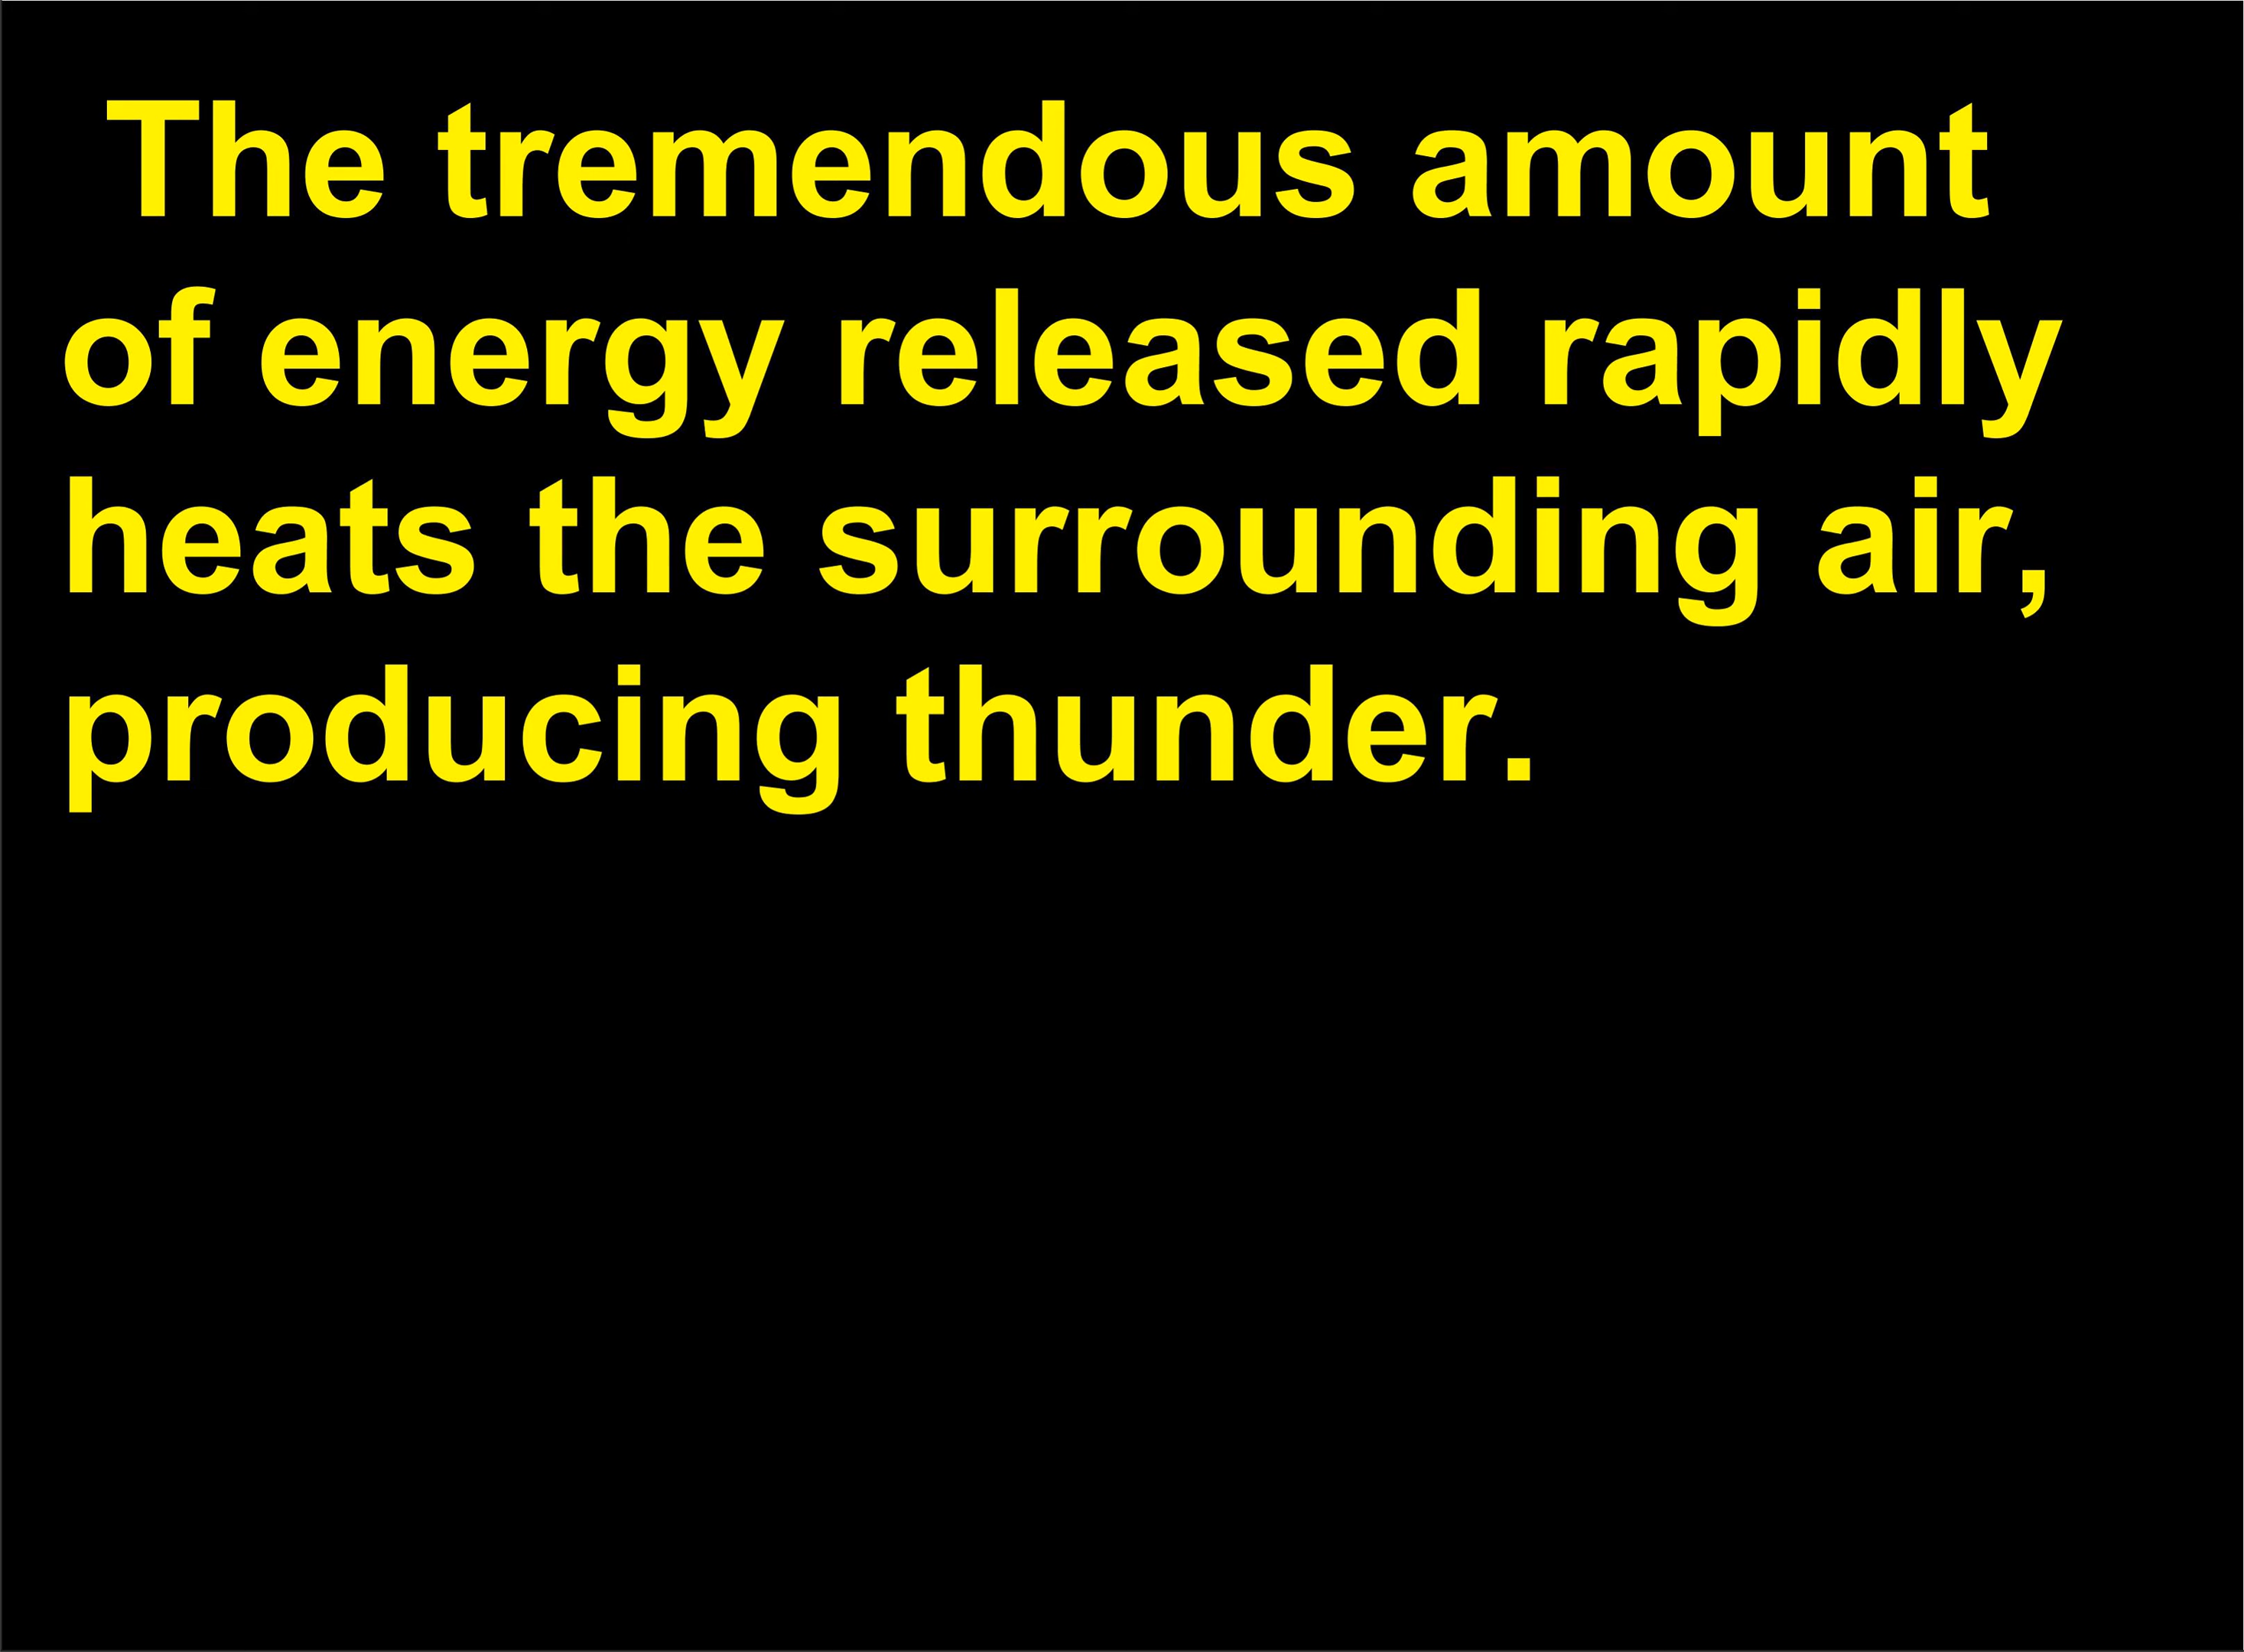 The tremendous amount
of energy released rapidly
heats the surrounding air,
producing thunder.